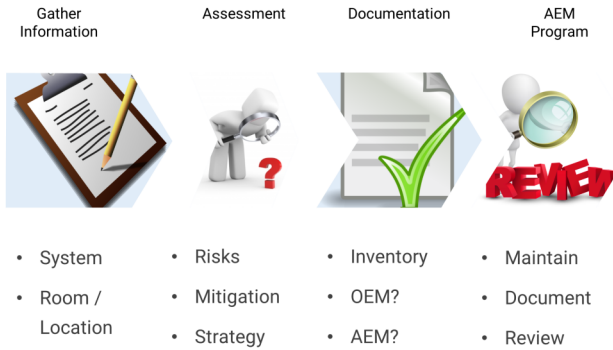 Gather
Information
Assessment
Documentation
AEM
Program
?
REVIEW
• System
• Room /
Location
• Risks
• Mitigation
• Strategy
• Inventory
• OEM?
• AEM?
• Maintain
• Document
• Review